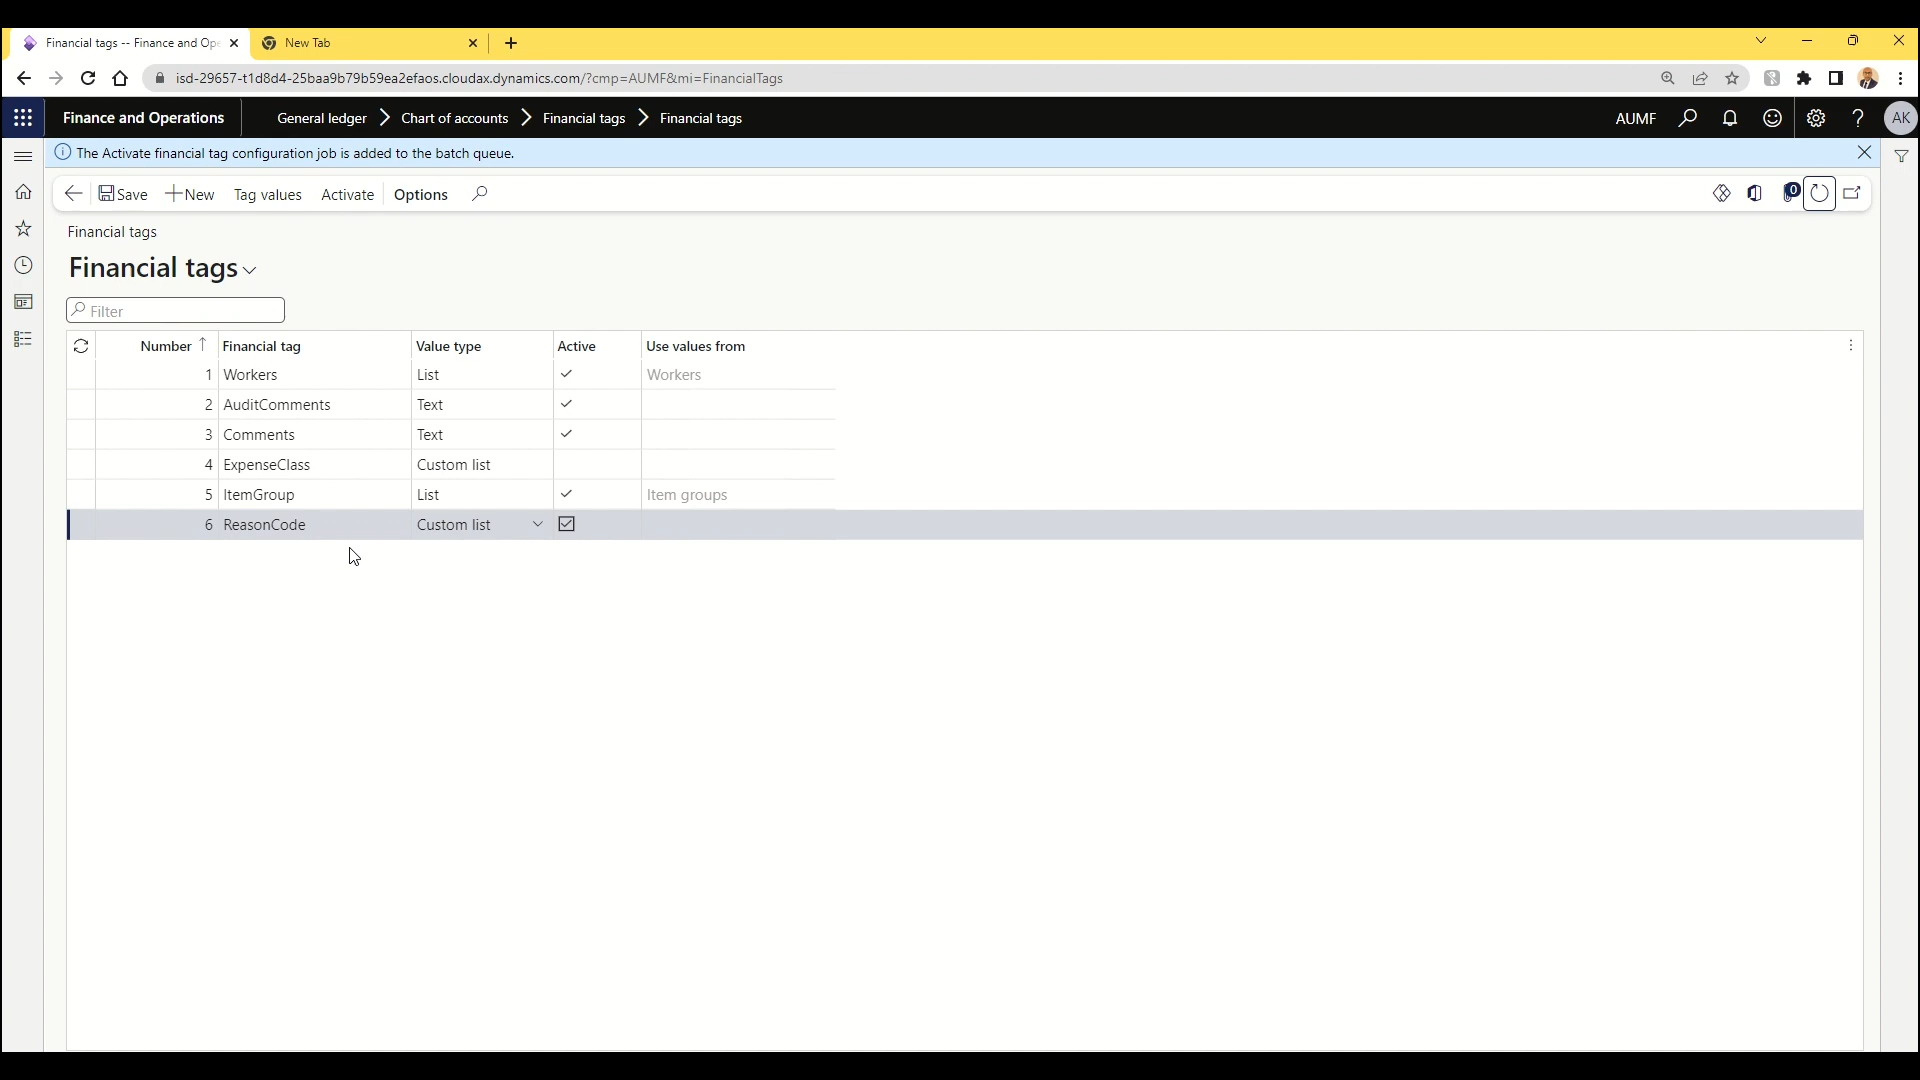 Financial tags -- Finance and Ope
New Tab
isd-29657-t1d8d4-25baa9b79b59ea2efaos.cloudax.dynamics.com/?cmp=AUMF&mi=FinancialTags
Finance and Operations General ledger Chart of accounts Financial tags Financial tags AUMF AK
The Activate financial tag configuration job is added to the batch queue.
Save New Tag values Activate Options 0
Financial tags
Financial tags
Filter
Number Financial tag Value type Active Use values from
1 Workers List Workers
2 AuditComments Text
3 Comments Text
4 ExpenseClass Custom list
5 ItemGroup List Item groups
6 ReasonCode Custom list